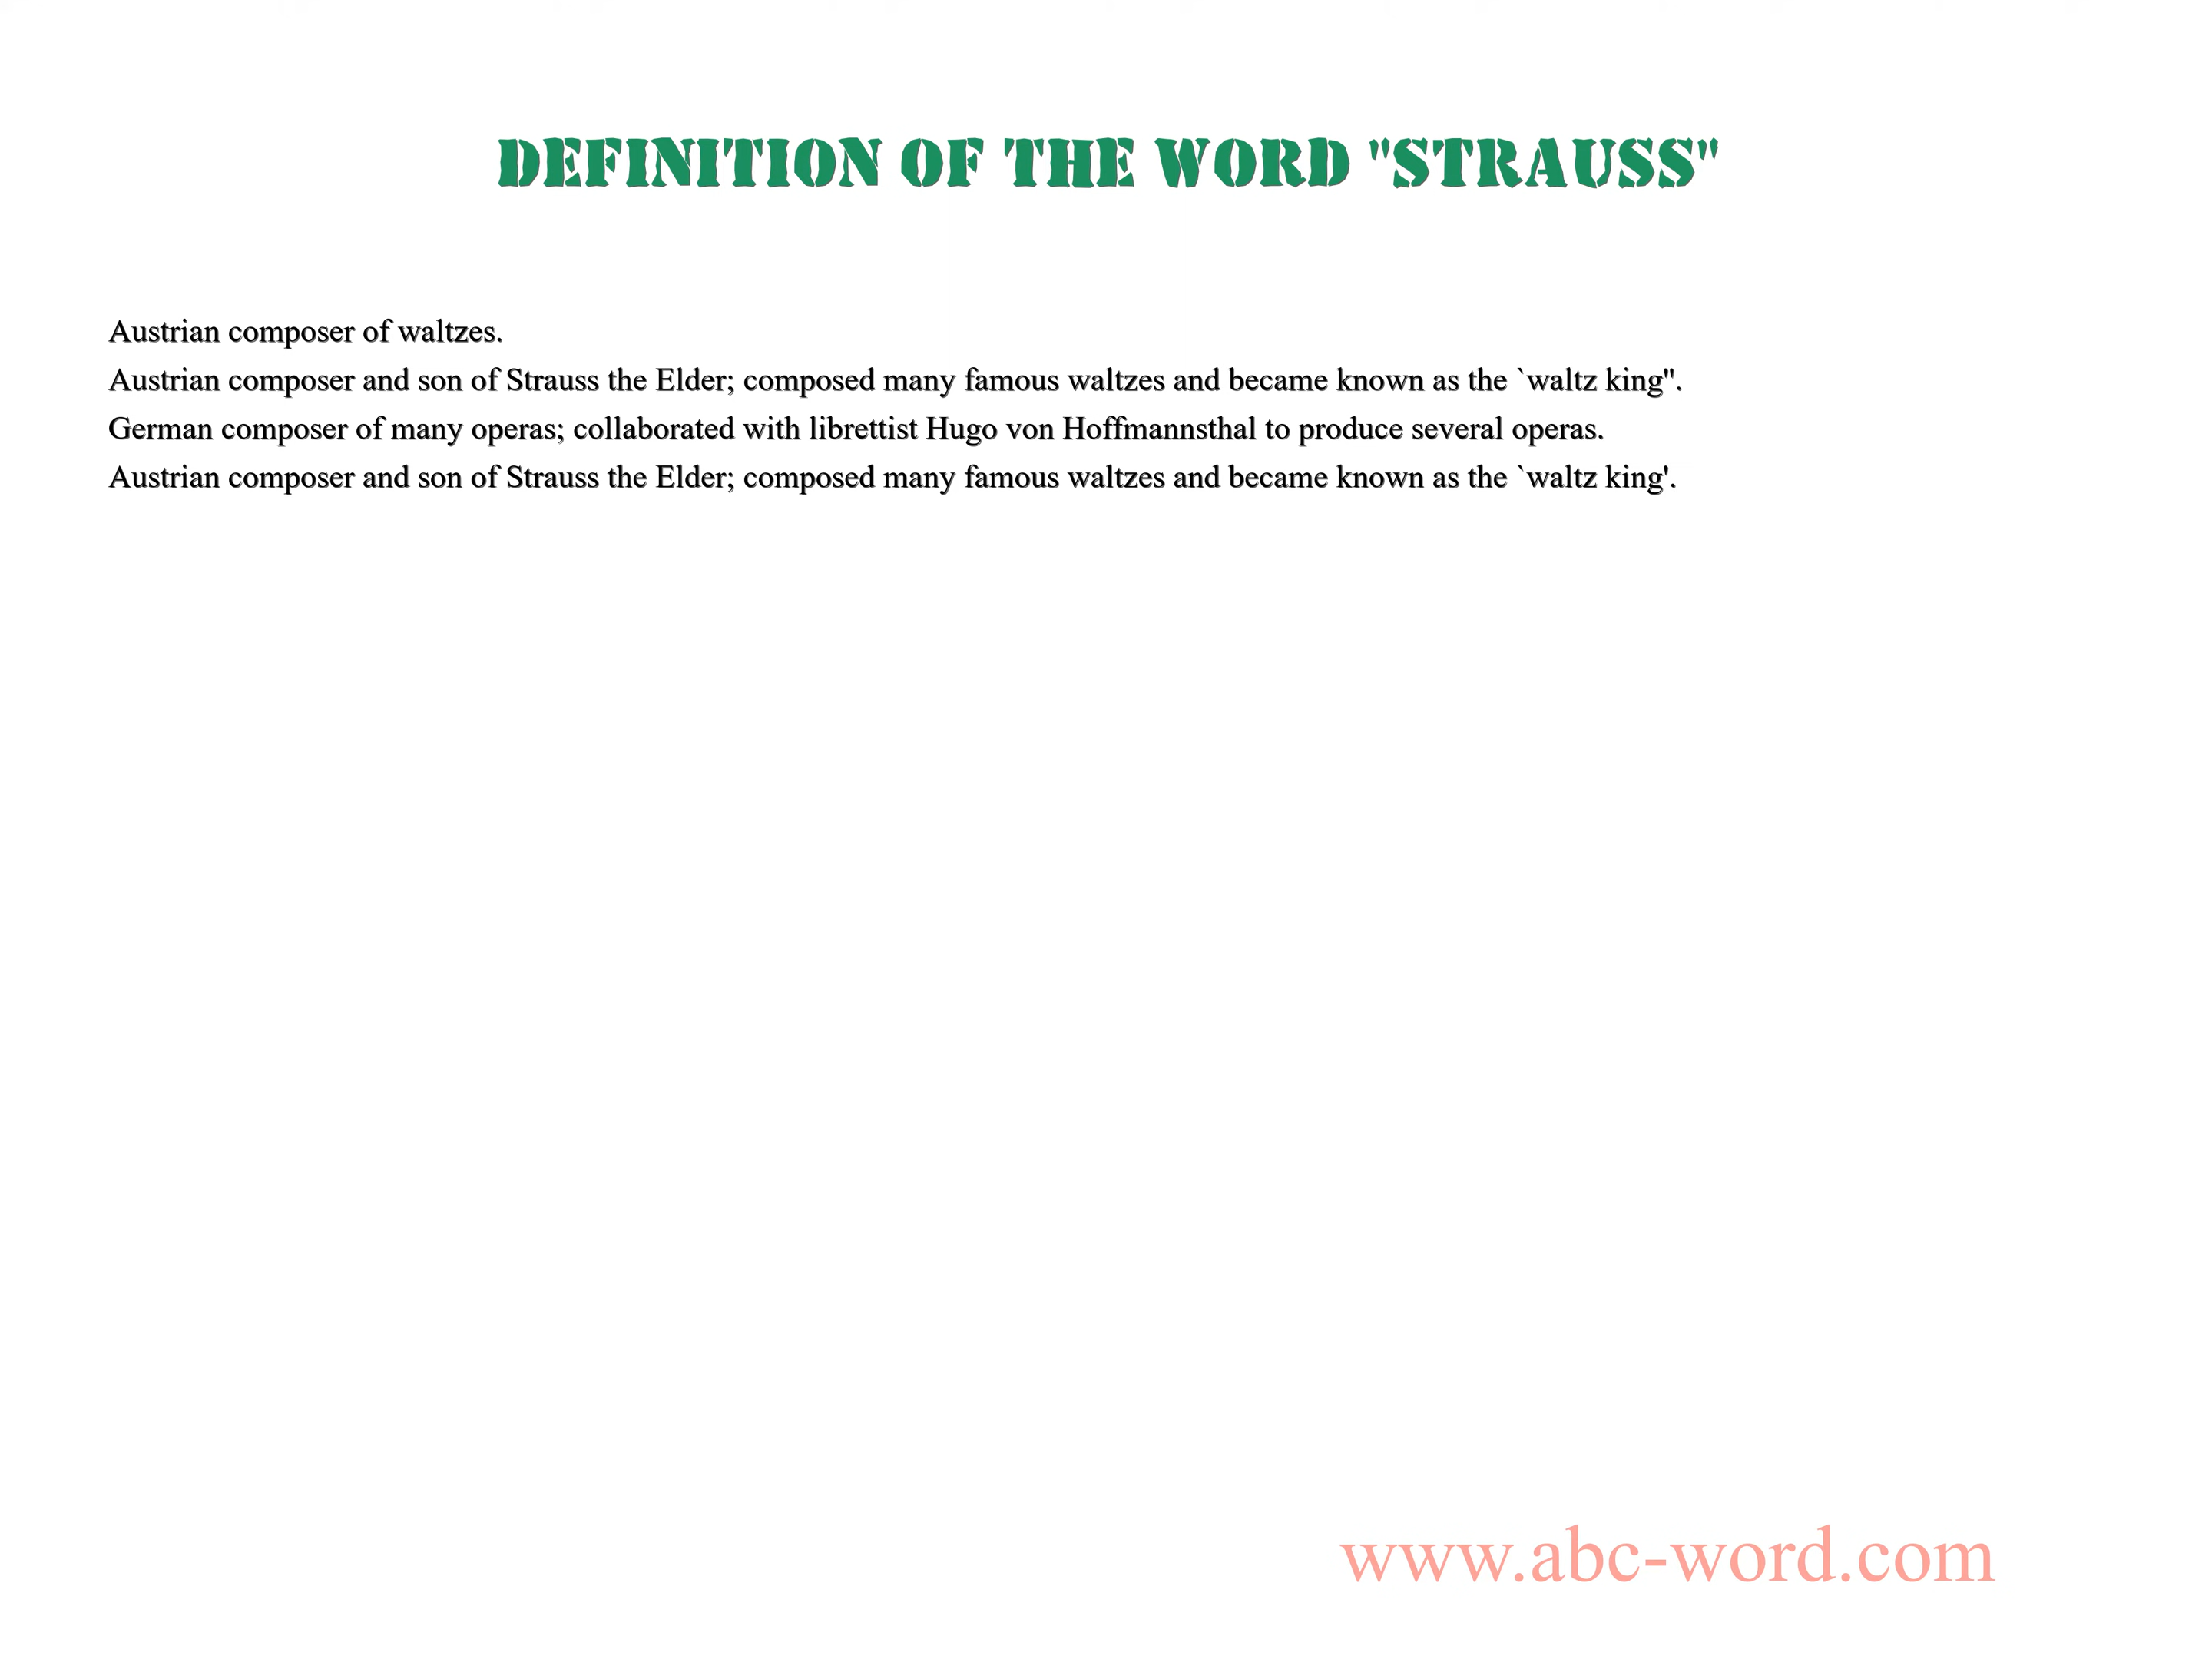 DEFINITION OF THE WORD "STRAUSS"
Austrian composer of waltzes.
Austrian composer and son of Strauss the Elder; composed many famous waltzes and became known as the `waltz king''.
German composer of many operas; collaborated with librettist Hugo von Hoffmannsthal to produce several operas.
Austrian composer and son of Strauss the Elder; composed many famous waltzes and became known as the `waltz king'.
www.abc-word.com